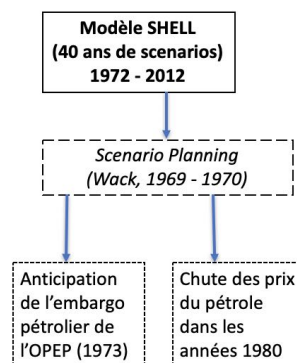 Modèle SHELL
(40 ans de scenarios)
1972 - 2012
Scenario Planning
(Wack, 1969 - 1970)
Anticipation
de l’embargo
pétrolier de
l’OPEP (1973)
Chute des prix
du pétrole
dans les
années 1980